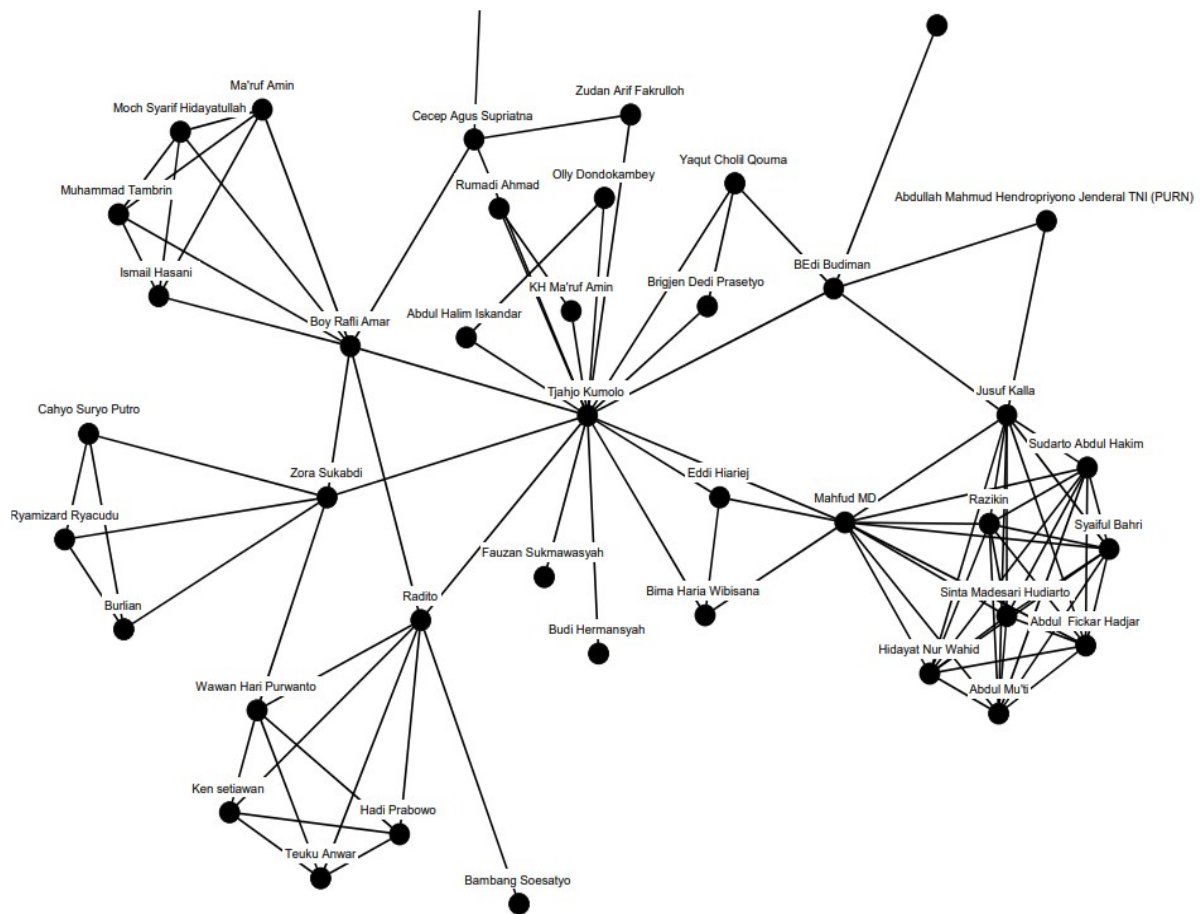 Ma'ruf Amin
Zudan Arif Fakrulloh
Moch Syarif Hidayatullah
Cecep Agus Supriatna
Yaqut Cholil Qouma
Olly Dondokambey
Rumadi Ahmad
Muhammad Tambrin
Abdullah Mahmud Hendropriyono Jenderal TNI (PURN)
BEdi Budiman
Ismail Hasani
Brigjen Dedi Prasetyo
KH Ma'ruf Amin
Boy Rafli Amar
Abdul Halim Iskandar
Tjahjo Kumolo
Jusuf Kalla
Cahyo Suryo Putro
Sudarto Abdul Hakim
Zora Sukabdi
Eddi Hiariej
Mahfud MD
Razikin
Ryamizard Ryacudu
Syaiful Bahri
Fauzan Sukmawasyah
Bima Haria Wibisana
Sinta Madesari Hudiarto
Radito
Burlian
Abdul Fickar Hadjar
Budi Hermansyah
Hidayat Nur Wahid
Wawan Hari Purwanto
Abdul Mu'ti
Ken setiawan
Hadi Prabowo
Teuku Anwar
Bambang Soesatyo